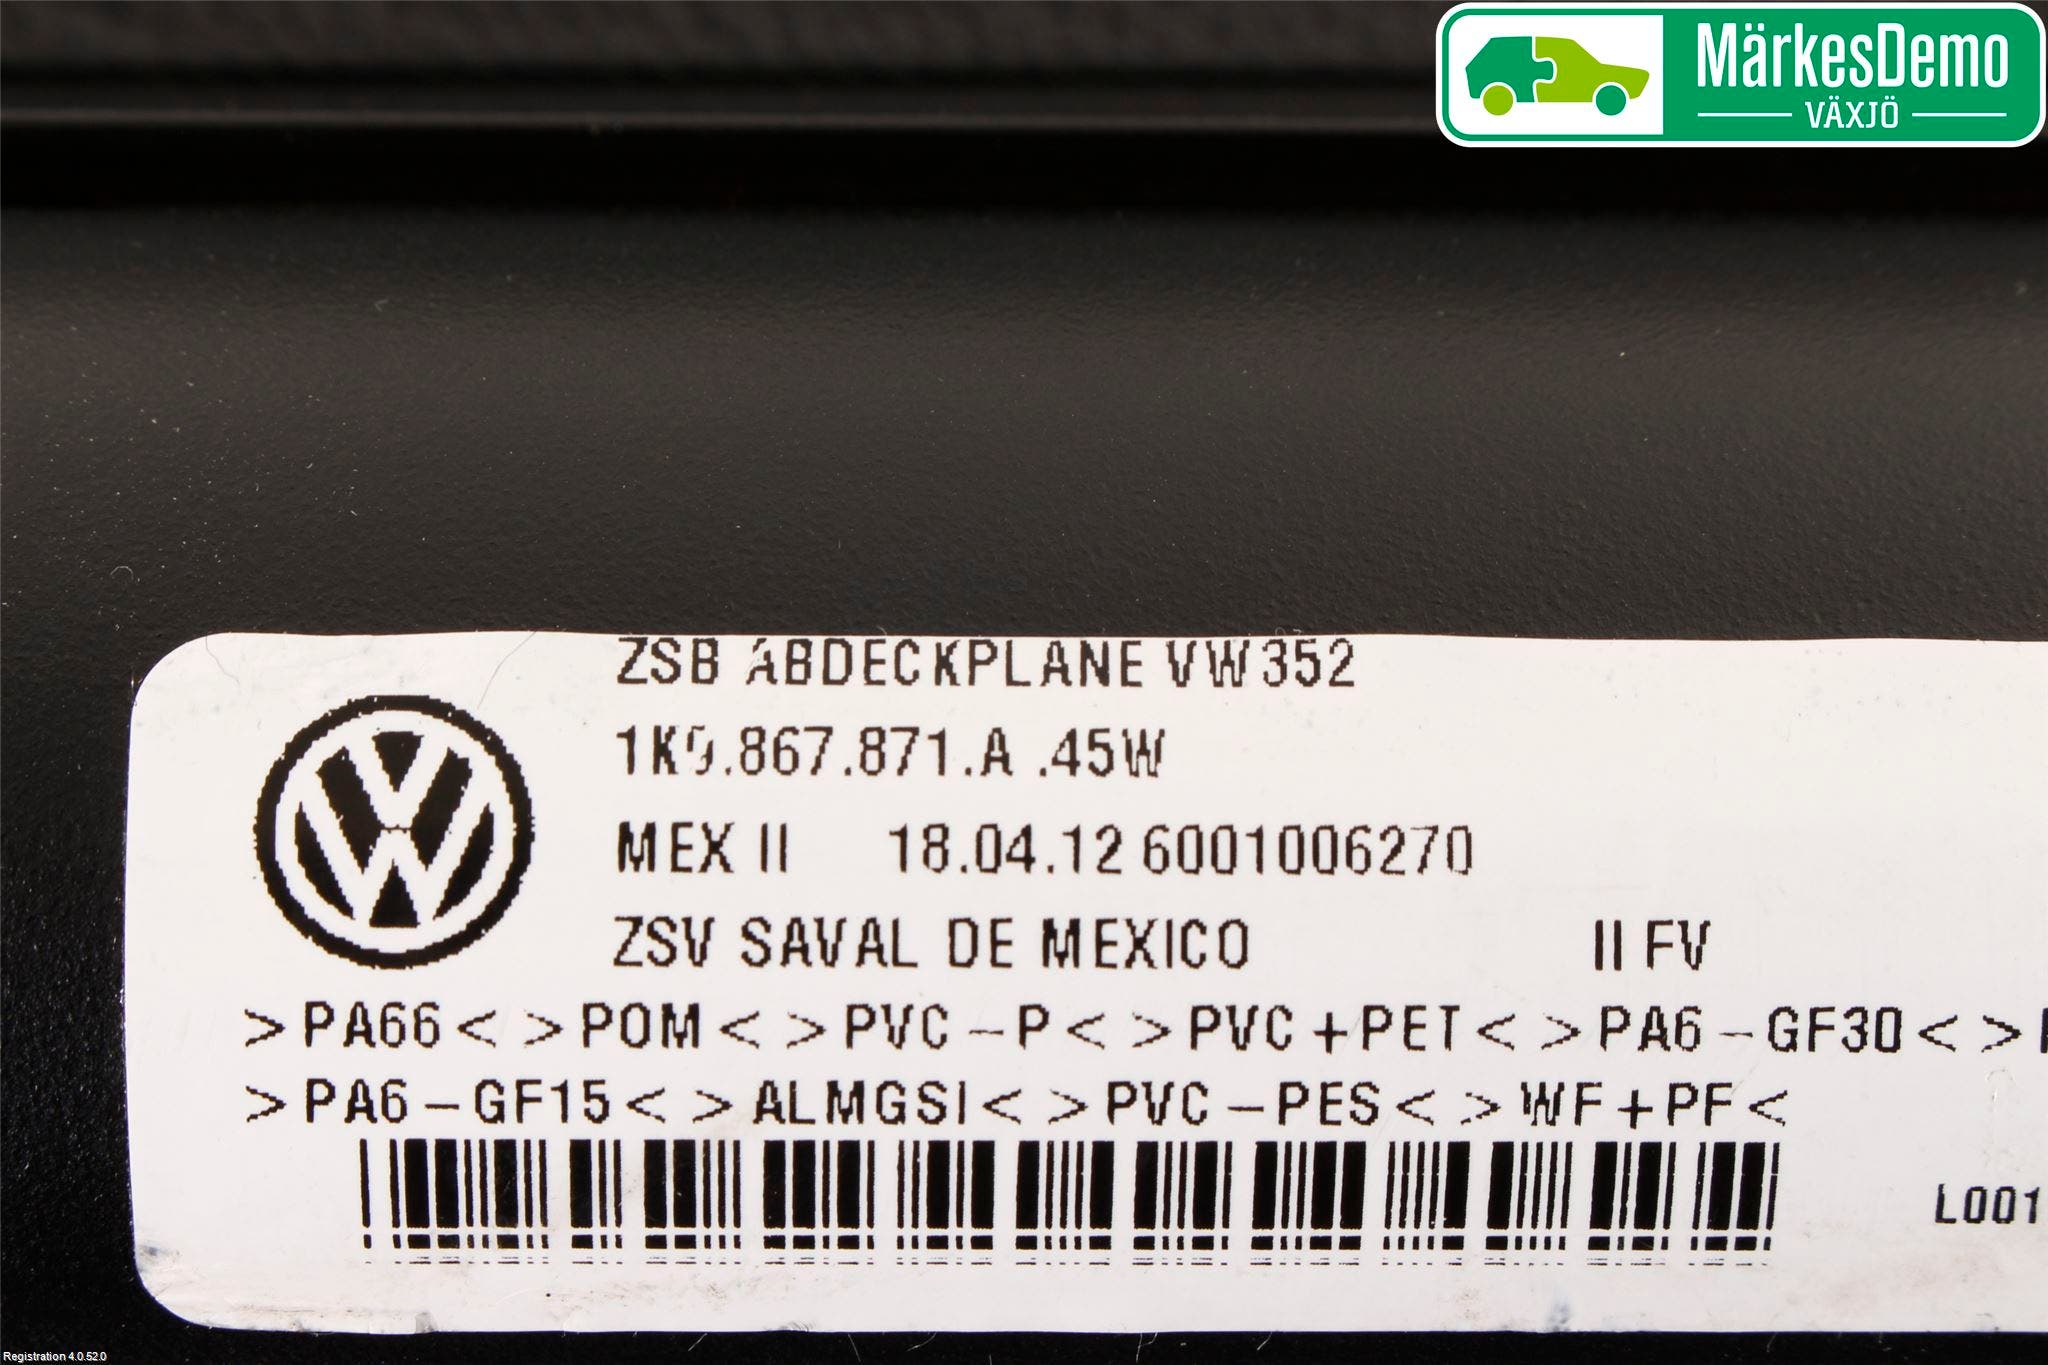 MärkesDemo
VÄXJÖ
ZSB ABDECKPLANE VW352
1K9.867.871.A .45W
MEX II 18.04.12 6001006270
ZSV SAVAL DE MEXICO II FV
>PA66< >POM< >PVC-P< >PVC+PET< >PA6-GF30< >
>PA6-GF15< >ALMGSI< >PVC-PES< >WF+PF<
L001
Registration 4.0.52.0